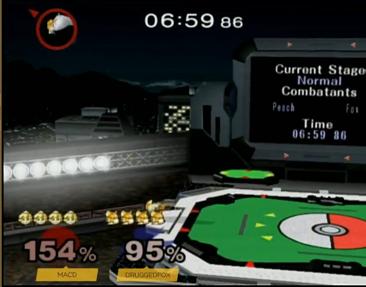 06:59 86
Current Stage
Normal
Combatants
Peach Fox
Time
06:59 86
154% 95%
MACD DRUGGEDFOX